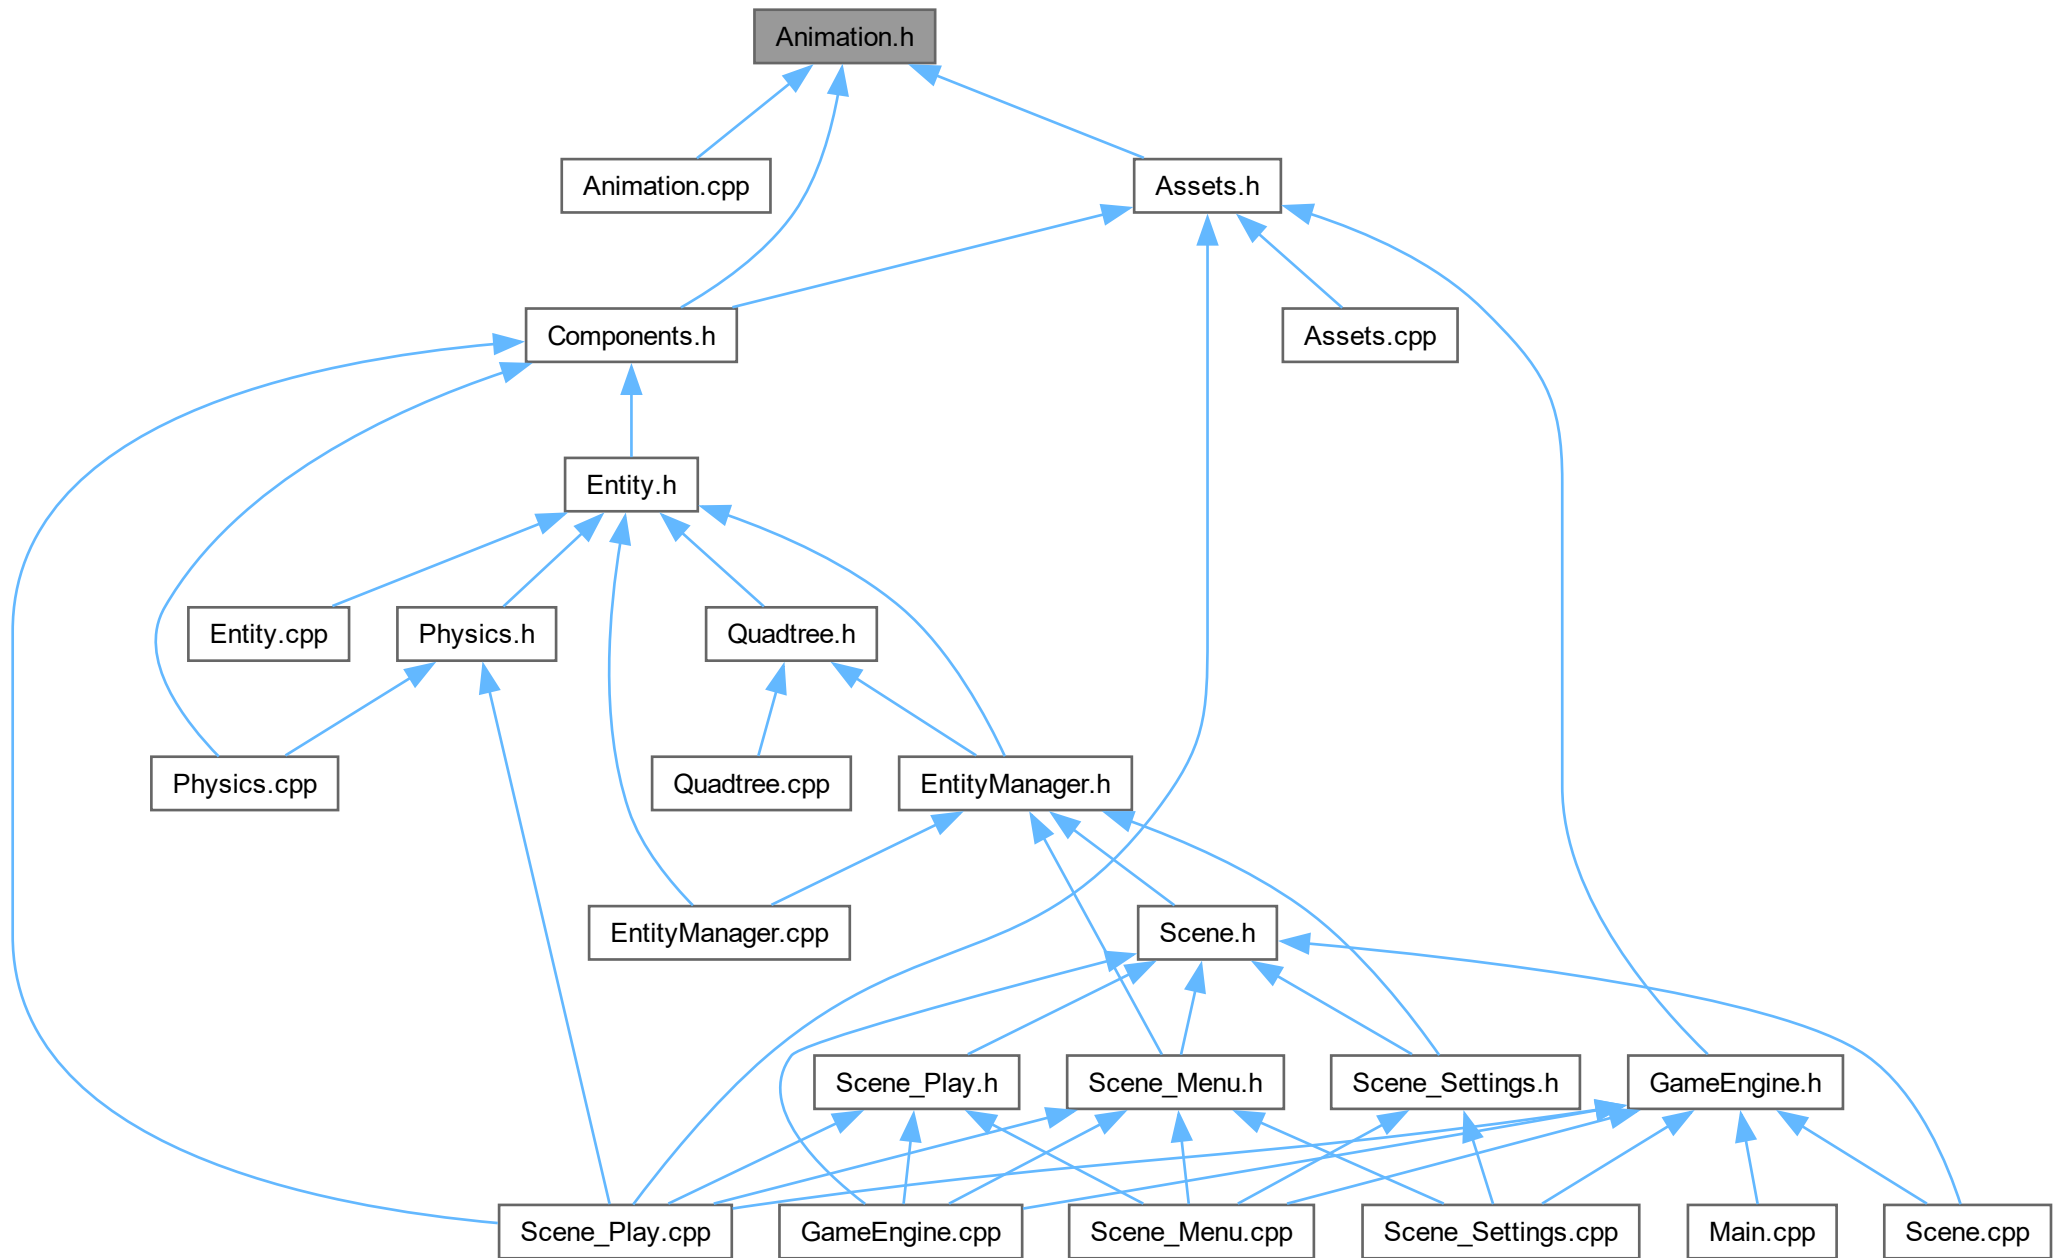 Animation.h
Animation.cpp
Assets.h
Components.h
Assets.cpp
Entity.h
Entity.cpp
Physics.h
Quadtree.h
Physics.cpp
Quadtree.cpp
EntityManager.h
EntityManager.cpp
Scene.h
Scene_Play.h
Scene_Menu.h
Scene_Settings.h
GameEngine.h
Scene_Play.cpp
GameEngine.cpp
Scene_Menu.cpp
Scene_Settings.cpp
Main.cpp
Scene.cpp